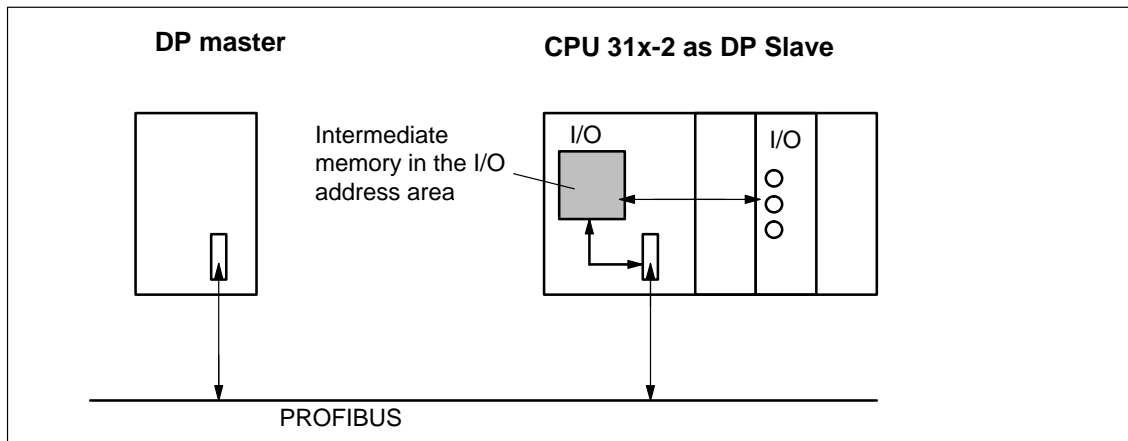 DP master
CPU 31x-2 as DP Slave
Intermediate
memory in the I/O
address area
I/O
I/O
PROFIBUS